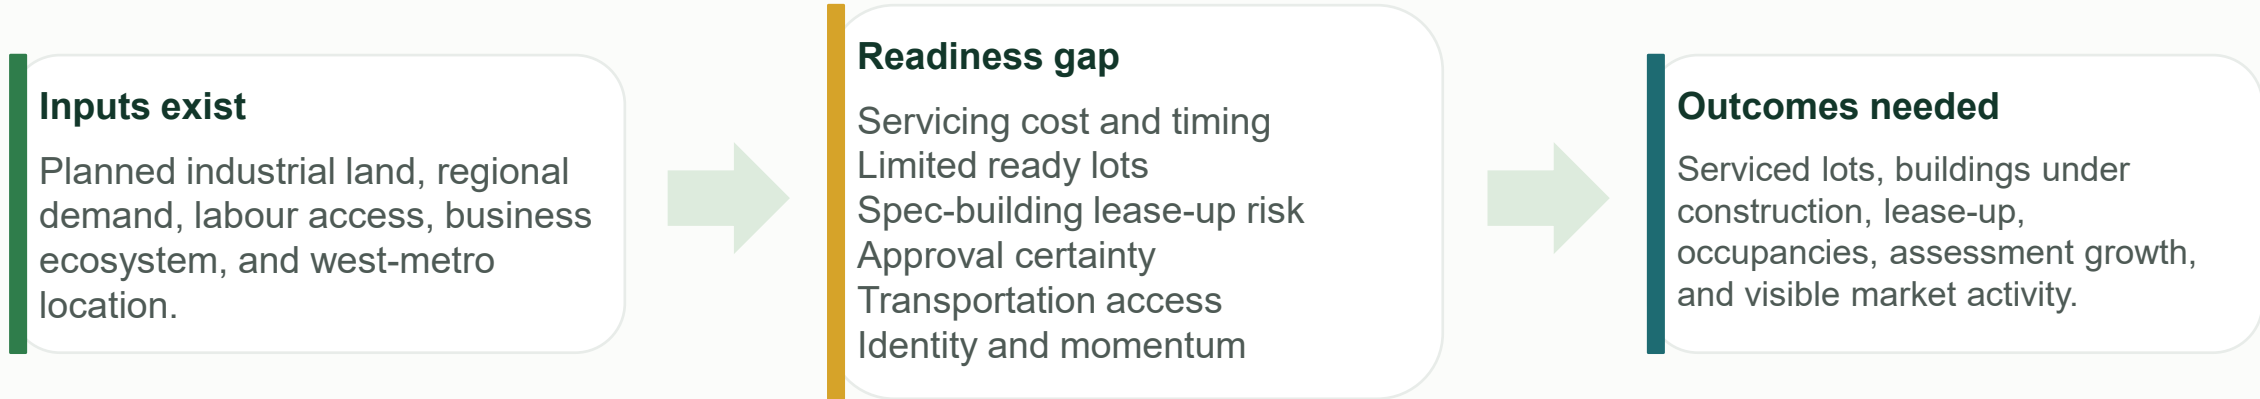 Inputs exist
Planned industrial land, regional
demand, labour access, business
ecosystem, and west-metro
location.
Readiness gap
Servicing cost and timing
Limited ready lots
Spec-building lease-up risk
Approval certainty
Transportation access
Identity and momentum
Outcomes needed
Serviced lots, buildings under
construction, lease-up,
occupancies, assessment growth,
and visible market activity.